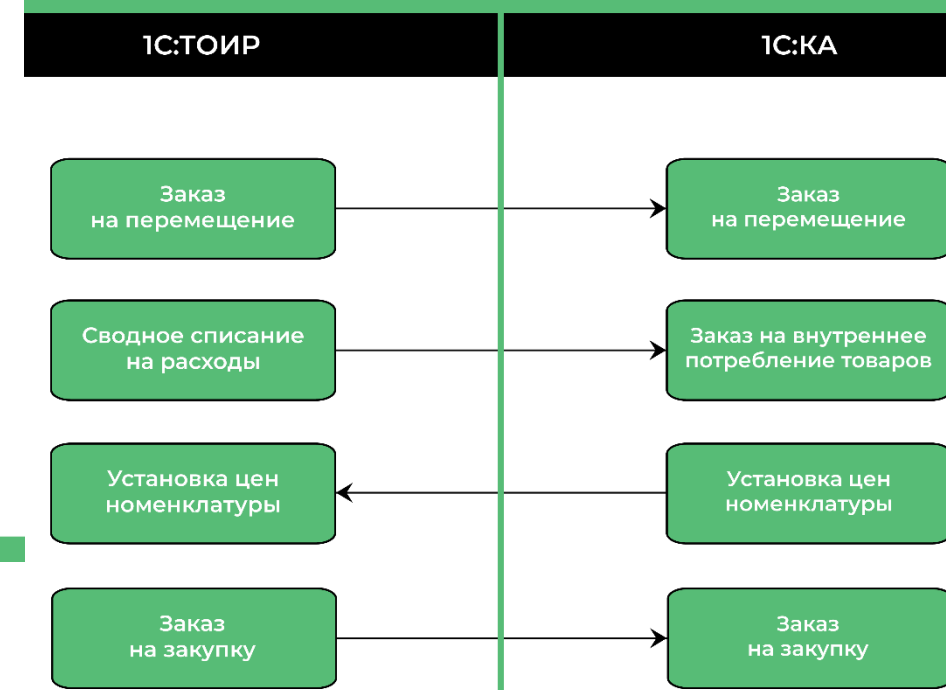 1С:ТОИР
1С:КА
Заказ
на перемещение
Заказ
на перемещение
Сводное списание
на расходы
Заказ на внутреннее
потребление товаров
Установка цен
номенклатуры
Установка цен
номенклатуры
Заказ
на закупку
Заказ
на закупку